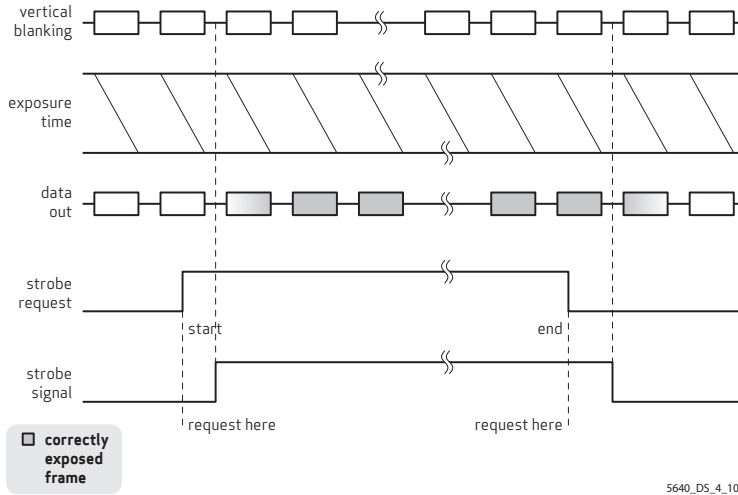 vertical
blanking
exposure
time
data
out
strobe
request
start
end
strobe
signal
request here
request here
correctly
exposed
frame
5640_DS_4_10